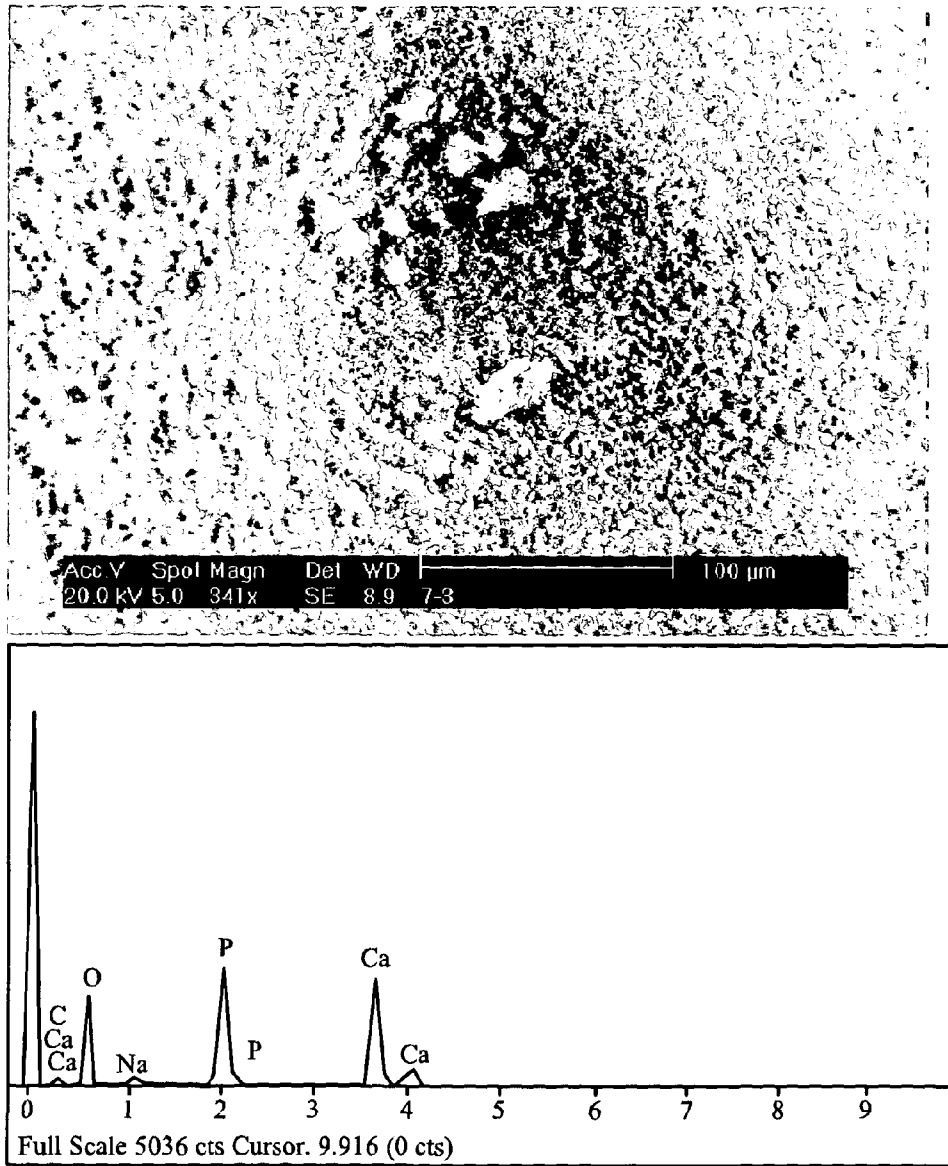 Acc.V Spot Magn Det WD 100 µm
20.0 kV 5.0 341x SE 8.9 7-3
P
Ca
O
C
Ca
Ca
Na
P
Ca
0 1 2 3 4 5 6 7 8 9
Full Scale 5036 cts Cursor. 9.916 (0 cts)